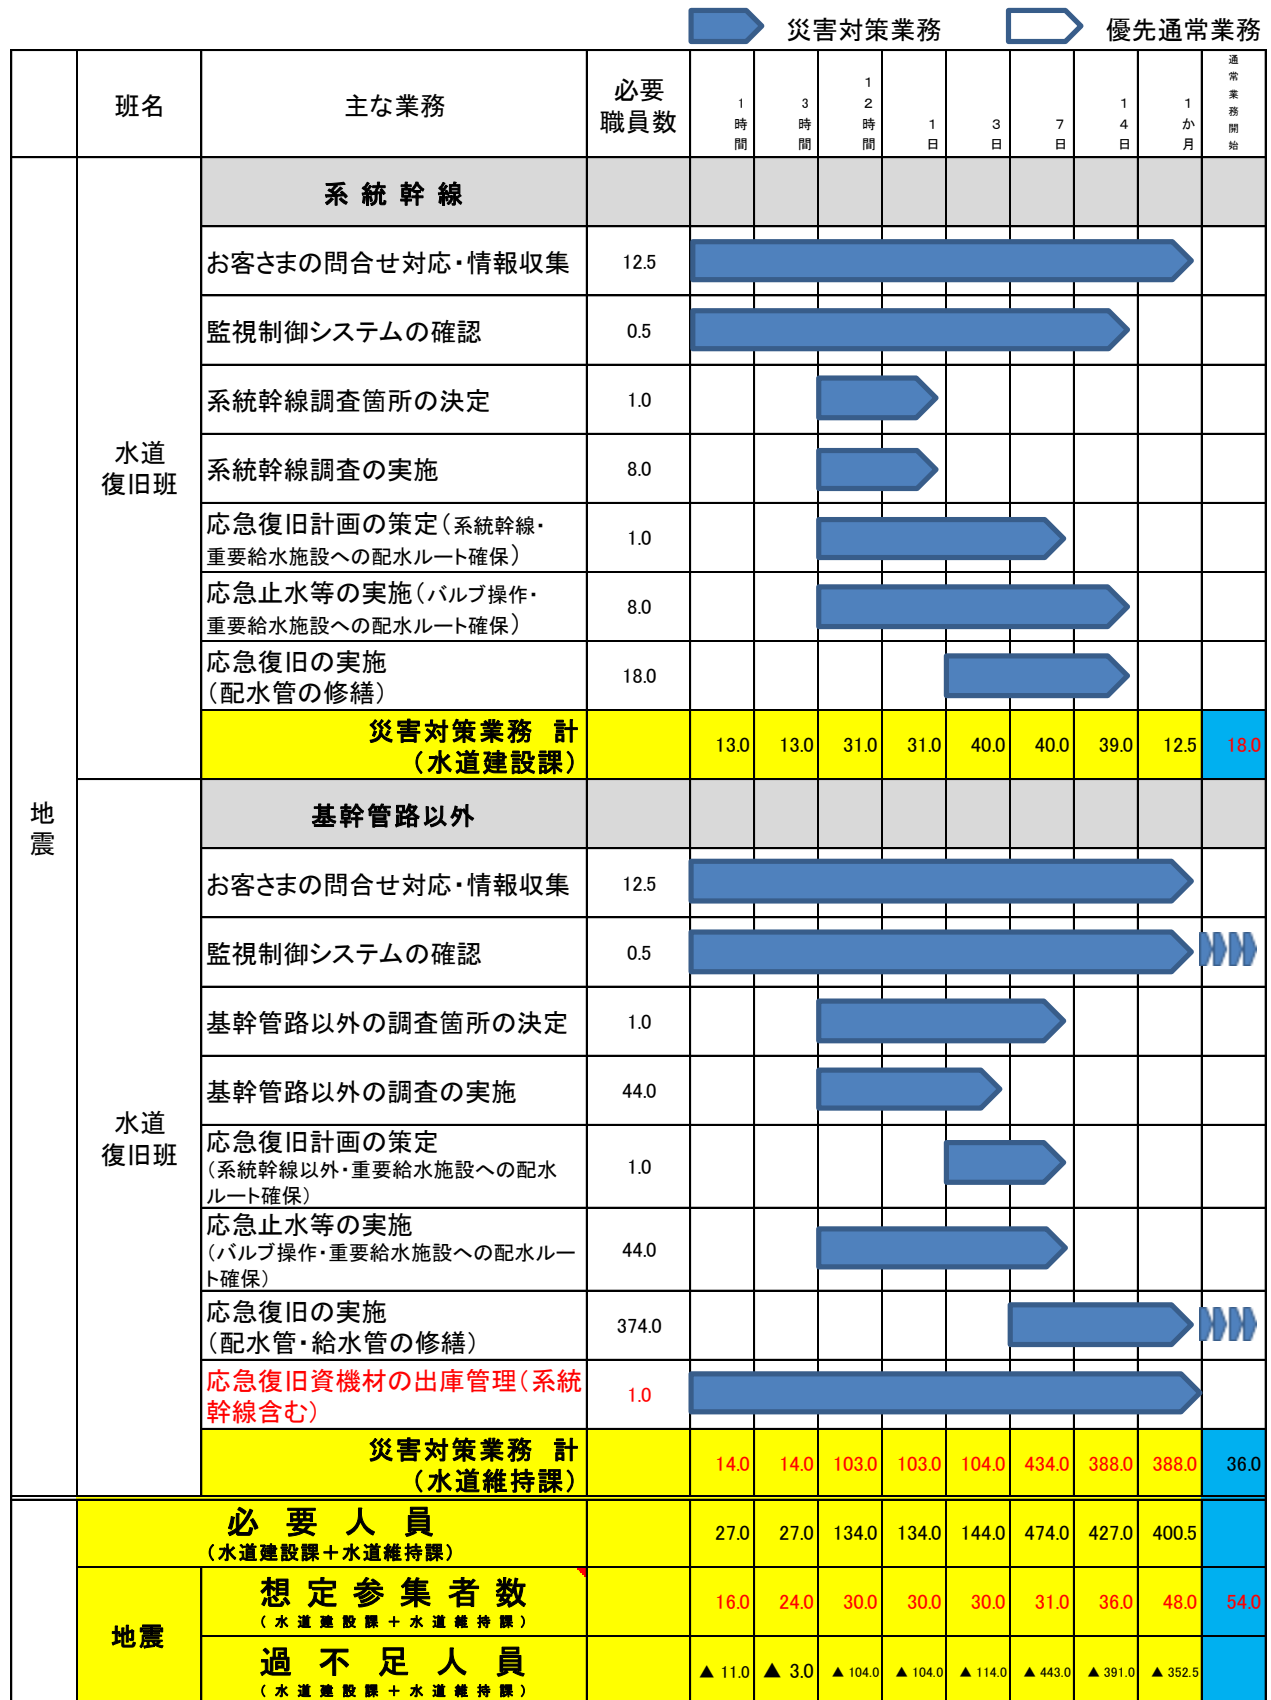 災害対策業務 優先通常業務
班名 主な業務 必要職員数 1時間 3時間 12時間 1日 3日 7日 14日 1か月 通常業務開始
地震
水道復旧班
系統幹線
お客さまの問合せ対応・情報収集 12.5
監視制御システムの確認 0.5
系統幹線調査箇所の決定 1.0
系統幹線調査の実施 8.0
応急復旧計画の策定（系統幹線・
重要給水施設への配水ルート確保） 1.0
応急止水等の実施（バルブ操作・
重要給水施設への配水ルート確保） 8.0
応急復旧の実施
（配水管の修繕） 18.0
災害対策業務 計
（水道建設課） 13.0 13.0 31.0 31.0 40.0 40.0 39.0 12.5 18.0
水道復旧班
基幹管路以外
お客さまの問合せ対応・情報収集 12.5
監視制御システムの確認 0.5
基幹管路以外の調査箇所の決定 1.0
基幹管路以外の調査の実施 44.0
応急復旧計画の策定
（系統幹線以外・重要給水施設への配水
ルート確保） 1.0
応急止水等の実施
（バルブ操作・重要給水施設への配水ルー
ト確保） 44.0
応急復旧の実施
（配水管・給水管の修繕） 374.0
応急復旧資機材の出庫管理（系統
幹線含む） 1.0
災害対策業務 計
（水道維持課） 14.0 14.0 103.0 103.0 104.0 434.0 388.0 388.0 36.0
必要人員
（水道建設課＋水道維持課） 27.0 27.0 134.0 134.0 144.0 474.0 427.0 400.5
地震
想定参集者数
（水道建設課＋水道維持課） 16.0 24.0 30.0 30.0 30.0 31.0 36.0 48.0 54.0
過不足人員
（水道建設課＋水道維持課） ▲ 11.0 ▲ 3.0 ▲ 104.0 ▲ 104.0 ▲ 114.0 ▲ 443.0 ▲ 391.0 ▲ 352.5